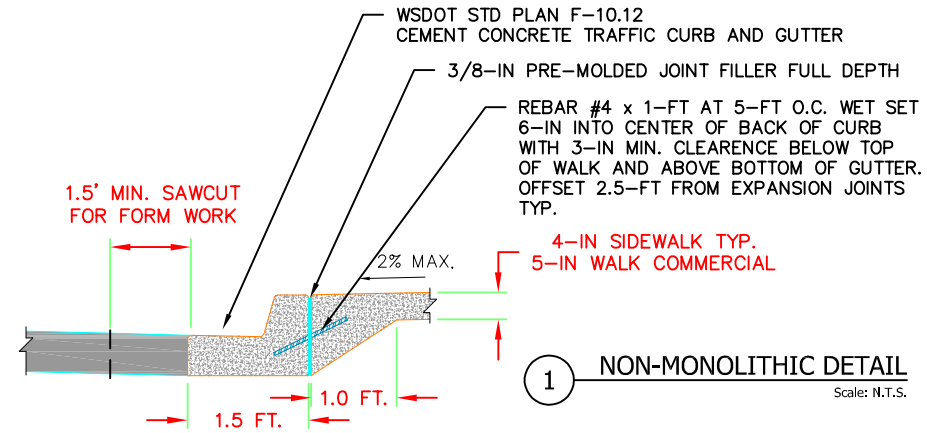 WSDOT STD PLAN F-10.12
CEMENT CONCRETE TRAFFIC CURB AND GUTTER
3/8-IN PRE-MOLDED JOINT FILLER FULL DEPTH
REBAR #4 x 1-FT AT 5-FT O.C. WET SET
6-IN INTO CENTER OF BACK OF CURB
WITH 3-IN MIN. CLEARENCE BELOW TOP
OF WALK AND ABOVE BOTTOM OF GUTTER.
OFFSET 2.5-FT FROM EXPANSION JOINTS
TYP.
1.5' MIN. SAWCUT
FOR FORM WORK
4-IN SIDEWALK TYP.
5-IN WALK COMMERCIAL
2% MAX.
1.0 FT.
1.5 FT.
1
NON-MONOLITHIC DETAIL
Scale: N.T.S.